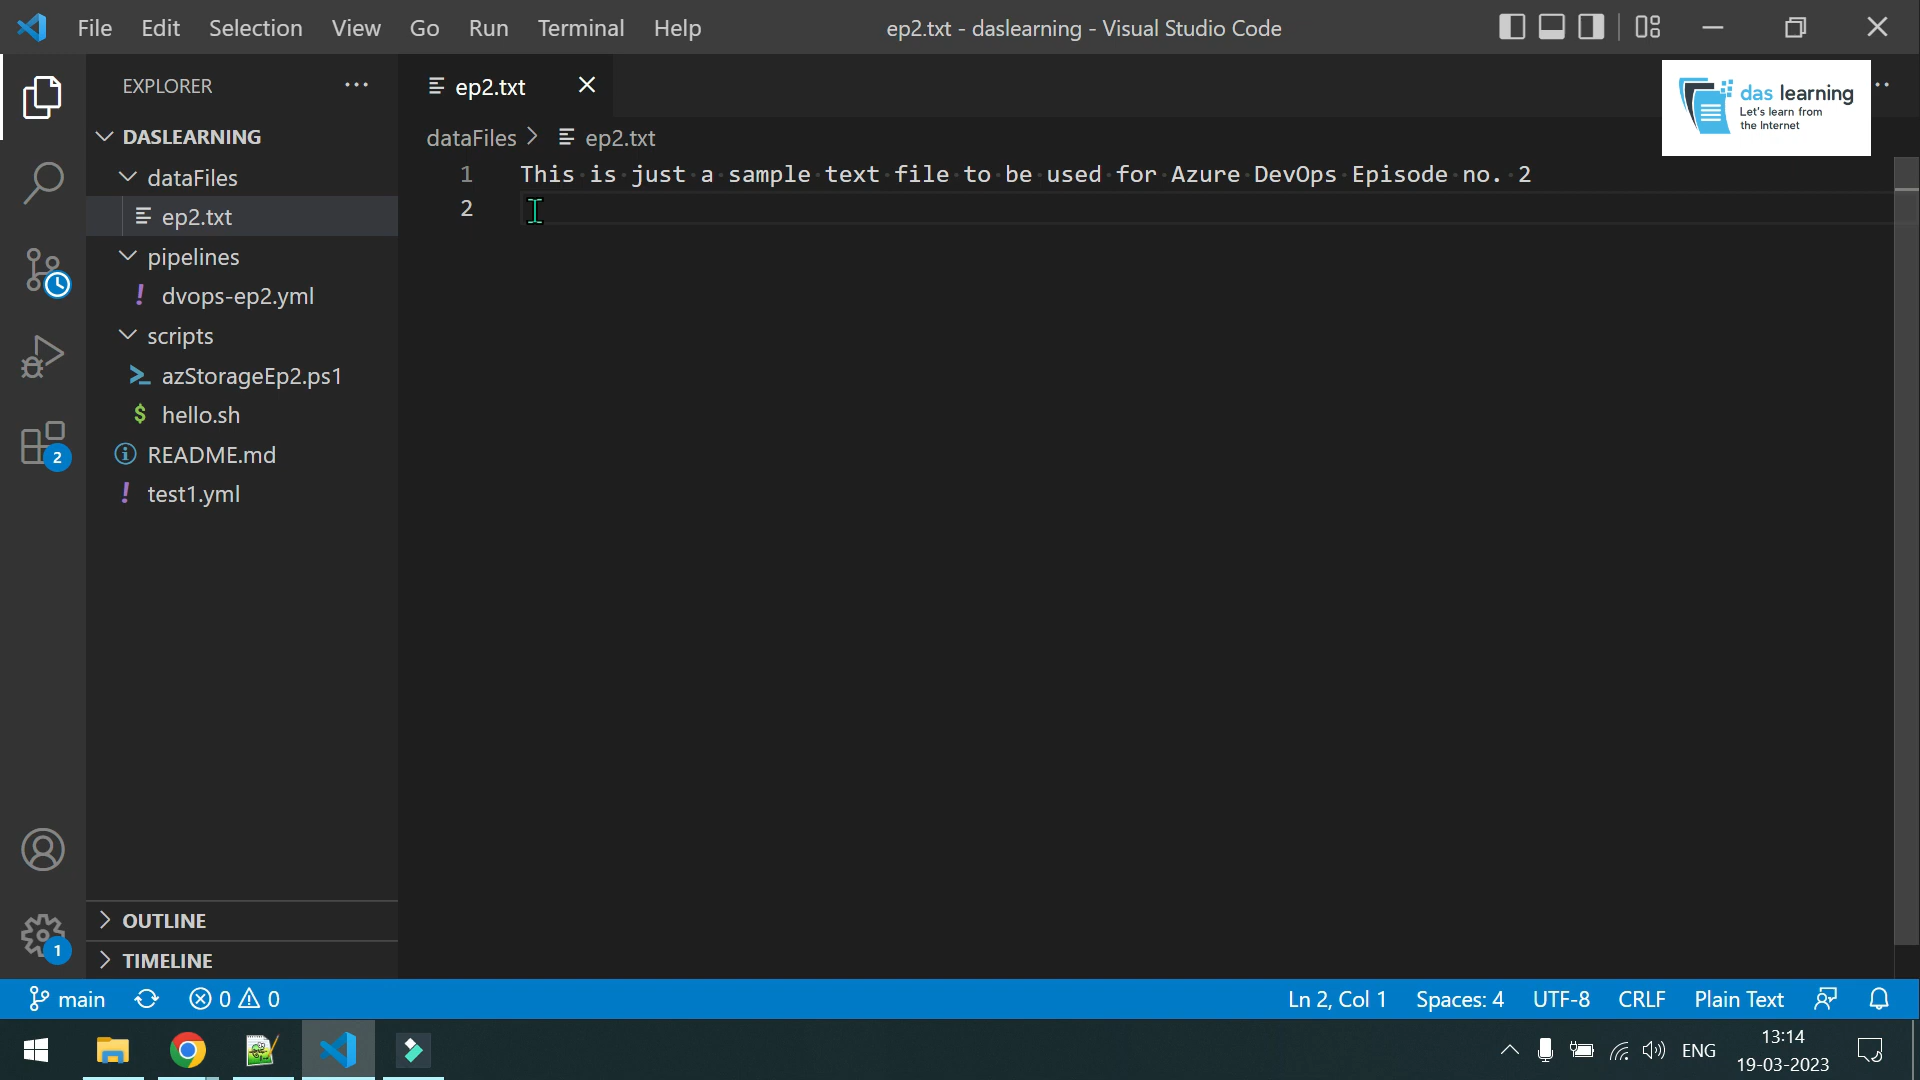 File Edit Selection View Go Run Terminal Help
ep2.txt - daslearning - Visual Studio Code
EXPLORER
DASLEARNING
dataFiles
ep2.txt
pipelines
! dvops-ep2.yml
scripts
azStorageEp2.ps1
$ hello.sh
README.md
! test1.yml
OUTLINE
TIMELINE
2
1
ep2.txt
dataFiles > ep2.txt
1 This is just a sample text file to be used for Azure DevOps Episode no. 2
2
das learning
Let's learn from
the Internet
main 0 0
Ln 2, Col 1 Spaces: 4 UTF-8 CRLF Plain Text
ENG
13:14
19-03-2023